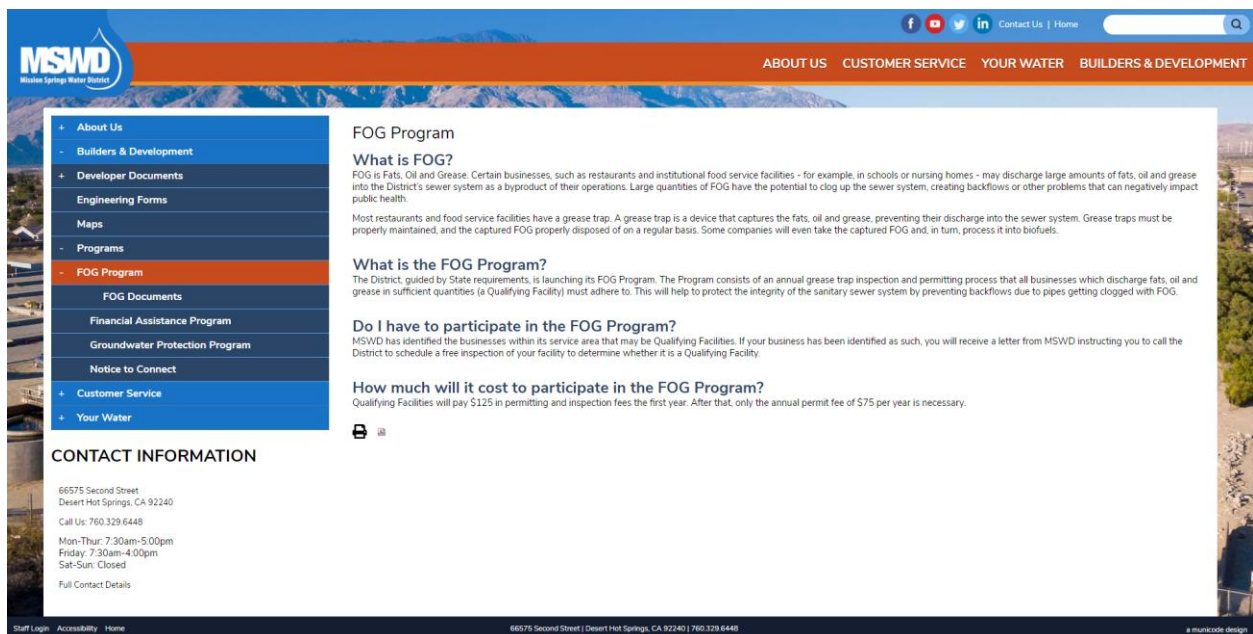 Contact Us | Home
MSWD
Mission Springs Water District
ABOUT US CUSTOMER SERVICE YOUR WATER BUILDERS & DEVELOPMENT
+ About Us
- Builders & Development
+ Developer Documents
Engineering Forms
Maps
- Programs
- FOG Program
FOG Documents
Financial Assistance Program
Groundwater Protection Program
Notice to Connect
+ Customer Service
+ Your Water
CONTACT INFORMATION
66575 Second Street
Desert Hot Springs, CA 92240
Call Us: 760.329.6448
Mon-Thur: 7:30am-5:00pm
Friday: 7:30am-4:00pm
Sat-Sun: Closed
Full Contact Details
FOG Program
What is FOG?
FOG is Fats, Oil and Grease. Certain businesses, such as restaurants and institutional food service facilities - for example, in schools or nursing homes - may discharge large amounts of fats, oil and grease
into the District's sewer system as a byproduct of their operations. Large quantities of FOG have the potential to clog up the sewer system, creating backflows or other problems that can negatively impact
public health.
Most restaurants and food service facilities have a grease trap. A grease trap is a device that captures the fats, oil and grease, preventing their discharge into the sewer system. Grease traps must be
properly maintained, and the captured FOG properly disposed of on a regular basis. Some companies will even take the captured FOG and, in turn, process it into biofuels.
What is the FOG Program?
The District, guided by State requirements, is launching its FOG Program. The Program consists of an annual grease trap inspection and permitting process that all businesses which discharge fats, oil and
grease in sufficient quantities (a Qualifying Facility) must adhere to. This will help to protect the integrity of the sanitary sewer system by preventing backflows due to pipes getting clogged with FOG.
Do I have to participate in the FOG Program?
MSWD has identified the businesses within its service area that may be Qualifying Facilities. If your business has been identified as such, you will receive a letter from MSWD instructing you to call the
District to schedule a free inspection of your facility to determine whether it is a Qualifying Facility.
How much will it cost to participate in the FOG Program?
Qualifying Facilities will pay $125 in permitting and inspection fees the first year. After that, only the annual permit fee of $75 per year is necessary.
Staff Login Accessibility Home
66575 Second Street | Desert Hot Springs, CA 92240 | 760.329.6448
a municode design